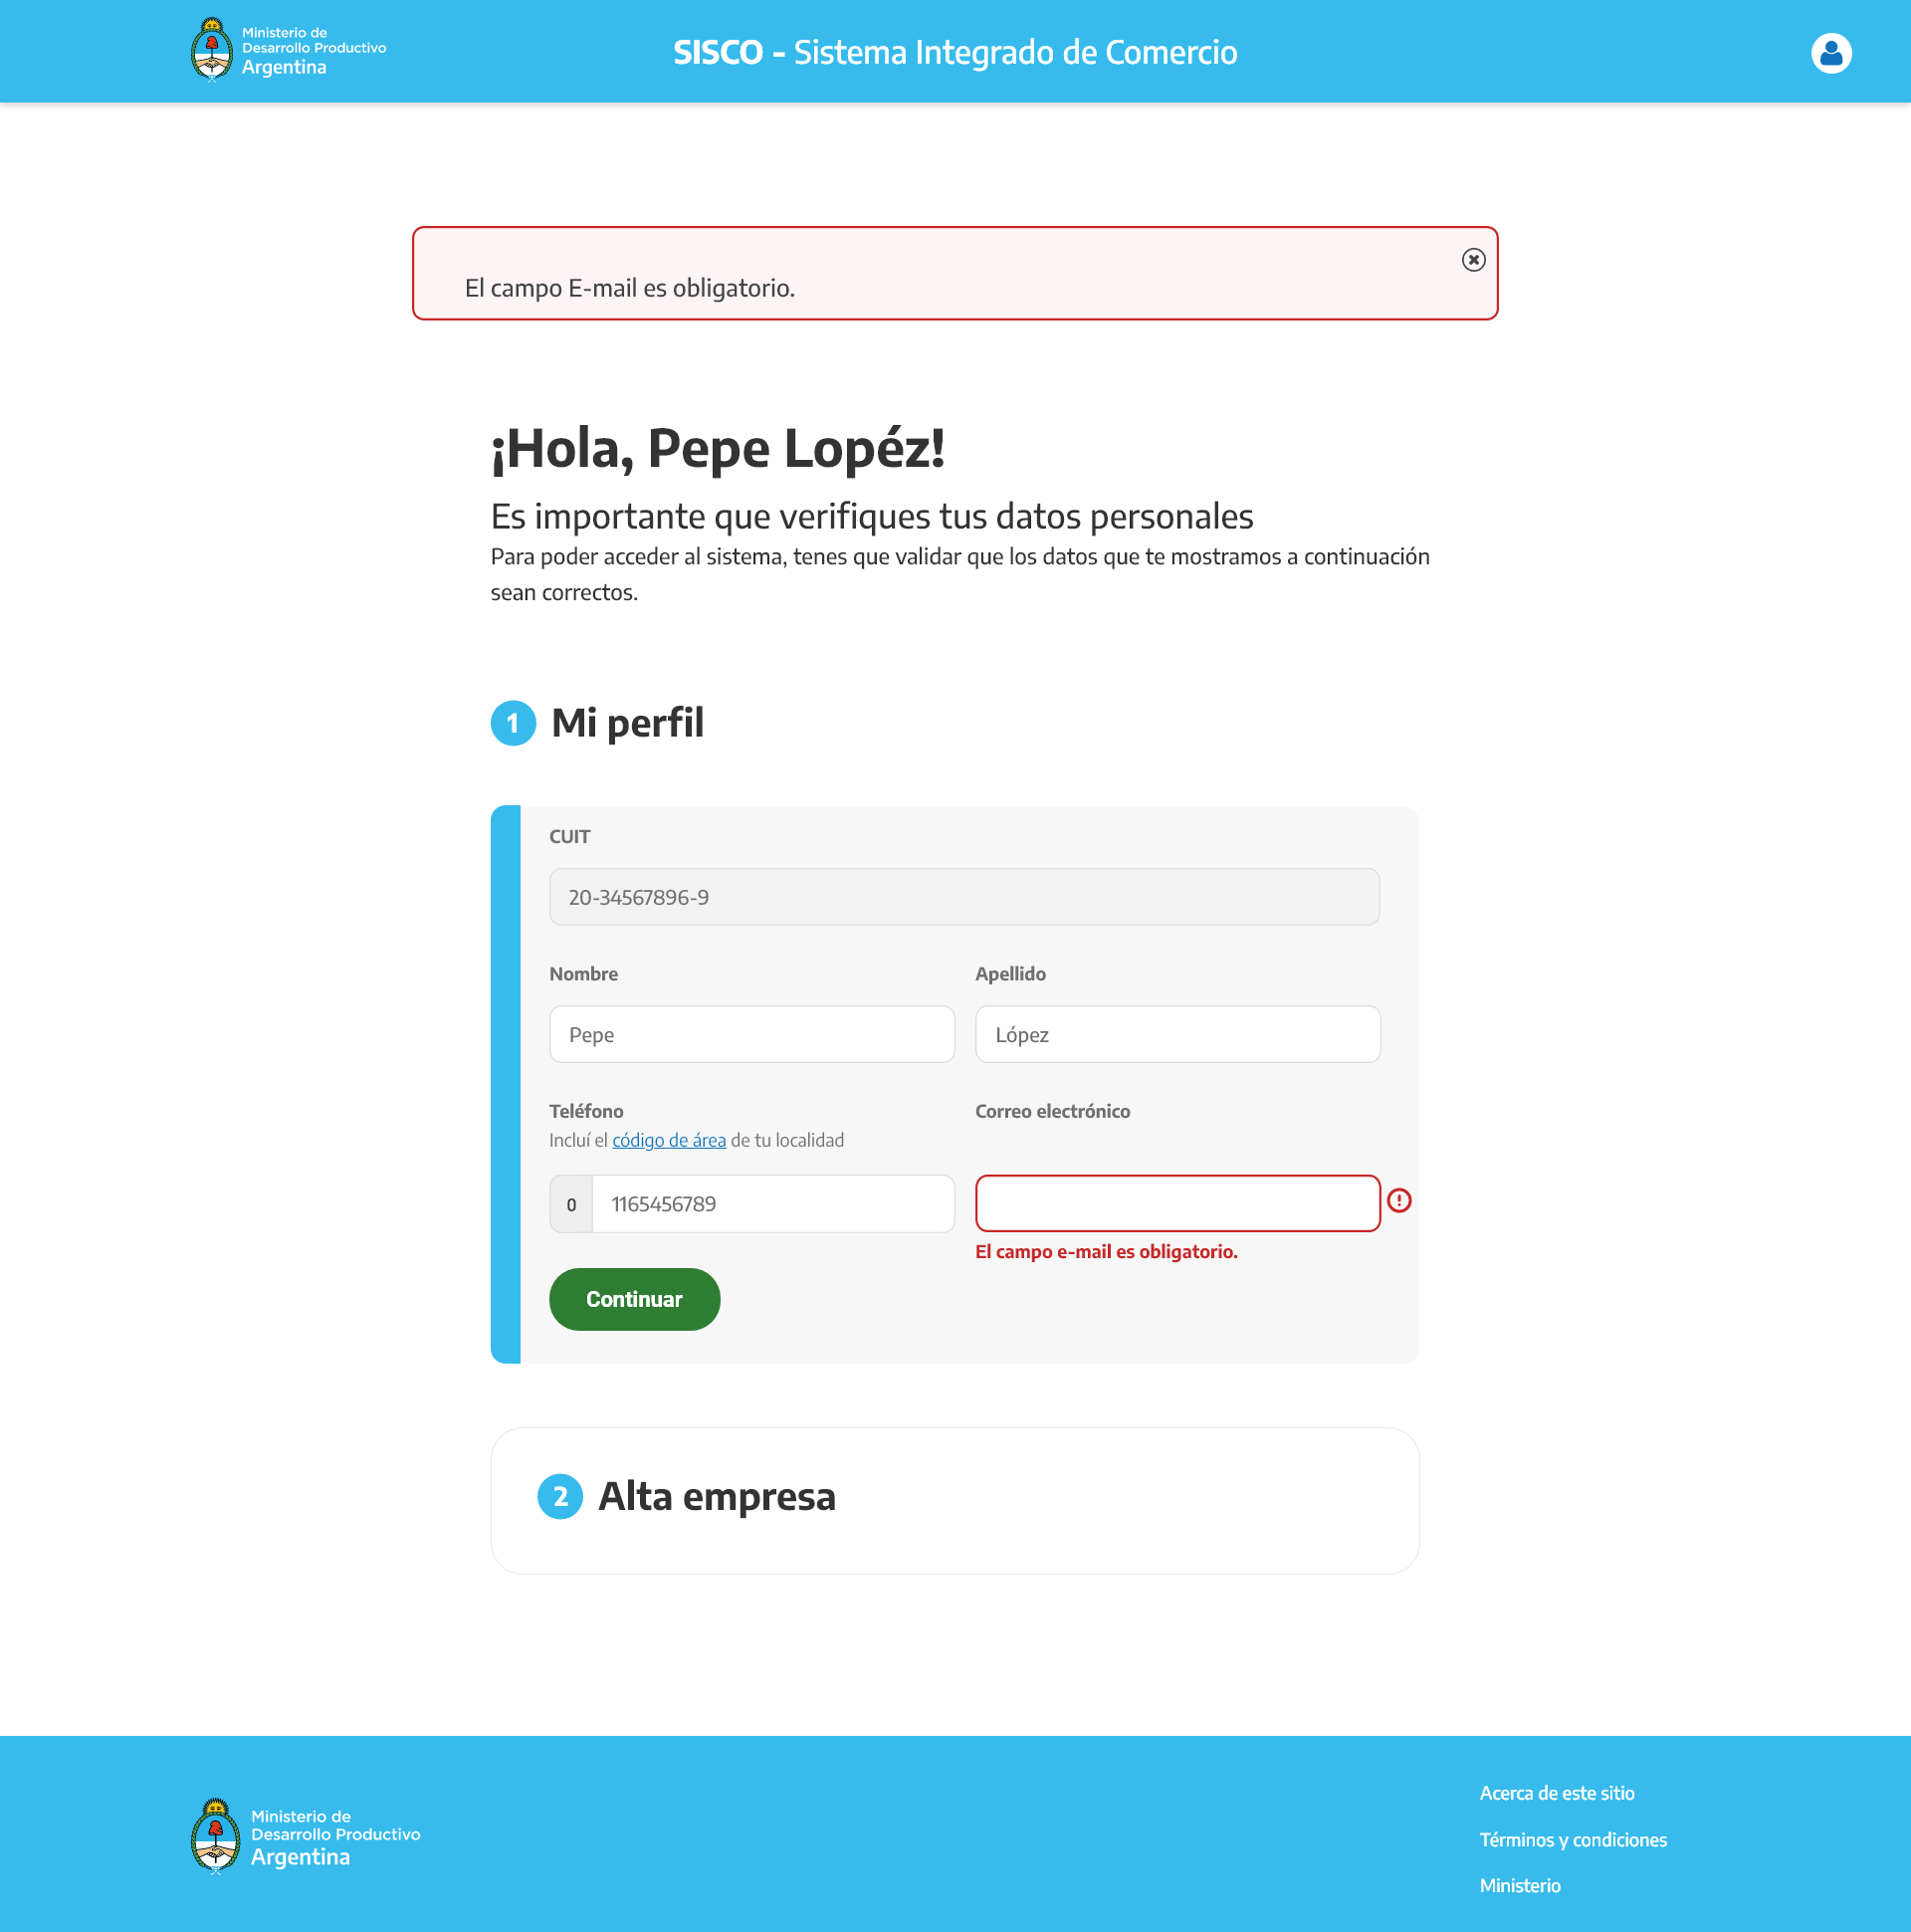 Ministerio de
Desarrollo Productivo
Argentina
SISCO - Sistema Integrado de Comercio
El campo E-mail es obligatorio.
¡Hola, Pepe Lopéz!
Es importante que verifiques tus datos personales
Para poder acceder al sistema, tenes que validar que los datos que te mostramos a continuación
sean correctos.
1 Mi perfil
CUIT
20-34567896-9
Nombre
Apellido
Pepe
López
Teléfono
Correo electrónico
Incluí el código de área de tu localidad
0 1165456789
El campo e-mail es obligatorio.
Continuar
2 Alta empresa
Ministerio de
Desarrollo Productivo
Argentina
Acerca de este sitio
Términos y condiciones
Ministerio